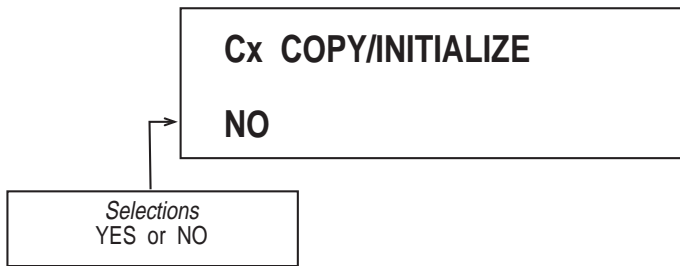 Cx COPY/INITIALIZE
NO
Selections
YES or NO